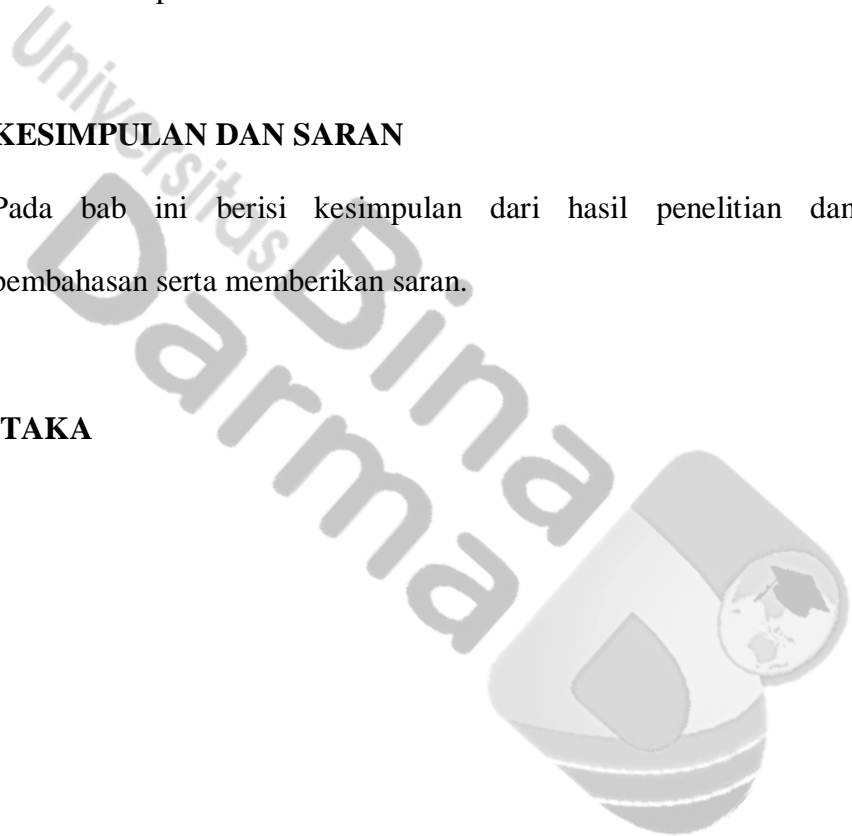 KESIMPULAN DAN SARAN
Pada bab ini berisi kesimpulan dari hasil penelitian dan
pembahasan serta memberikan saran.
TAKA
Universitas
Bina
Darma